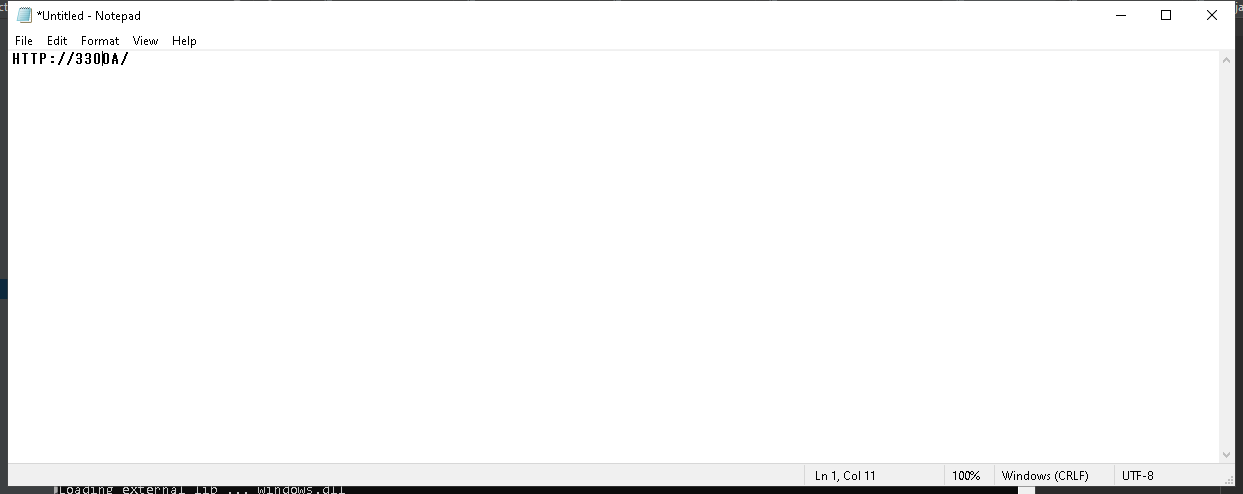 *Untitled - Notepad
File Edit Format View Help
HTTP://3300A/
Ln 1, Col 11 100% Windows (CRLF) UTF-8
Loading external lib ... windows.dll